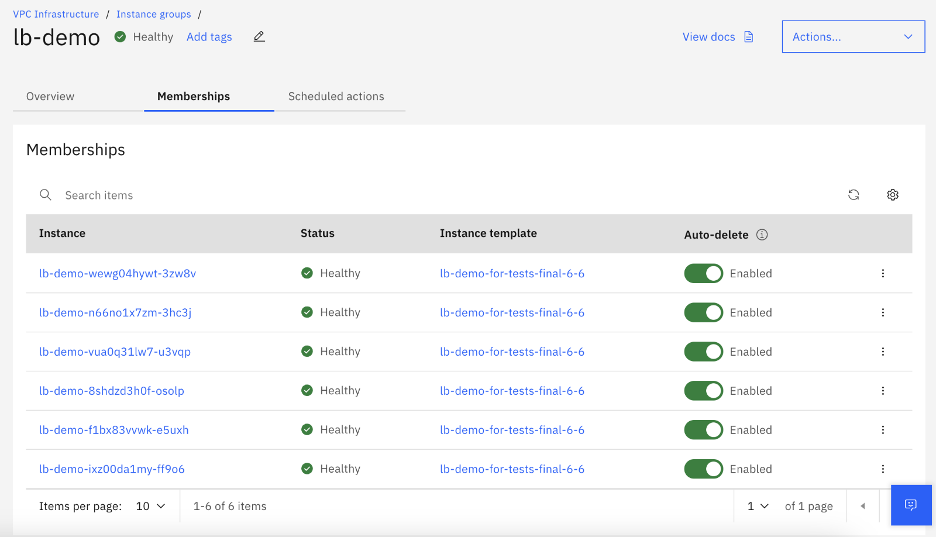 VPC Infrastructure / Instance groups /
lb-demo Healthy Add tags View docs Actions...
Overview Memberships Scheduled actions
Memberships
Search items
Instance Status Instance template Auto-delete
lb-demo-wewg04hywt-3zw8v Healthy lb-demo-for-tests-final-6-6 Enabled
lb-demo-n66no1x7zm-3hc3j Healthy lb-demo-for-tests-final-6-6 Enabled
lb-demo-vua0q31lw7-u3vqp Healthy lb-demo-for-tests-final-6-6 Enabled
lb-demo-8shdzd3h0f-osolp Healthy lb-demo-for-tests-final-6-6 Enabled
lb-demo-f1bx83vvwk-e5uxh Healthy lb-demo-for-tests-final-6-6 Enabled
lb-demo-ixz00da1my-ff9o6 Healthy lb-demo-for-tests-final-6-6 Enabled
Items per page: 10 1-6 of 6 items 1 of 1 page